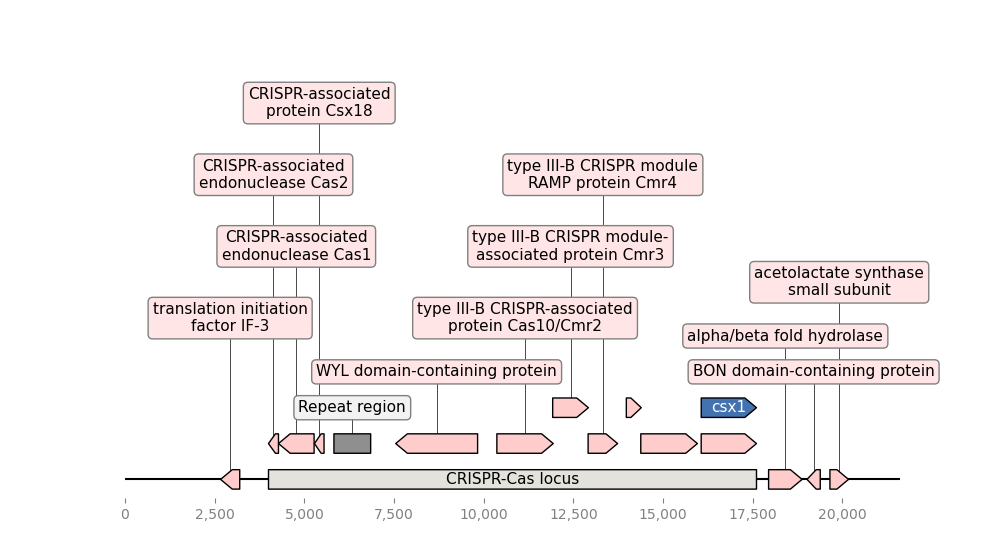 CRISPR-associated
protein Csx18
CRISPR-associated
endonuclease Cas2
type III-B CRISPR module
RAMP protein Cmr4
CRISPR-associated
endonuclease Cas1
type III-B CRISPR module-
associated protein Cmr3
acetolactate synthase
small subunit
translation initiation
factor IF-3
type III-B CRISPR-associated
protein Cas10/Cmr2
alpha/beta fold hydrolase
WYL domain-containing protein
BON domain-containing protein
Repeat region
csx1
CRISPR-Cas locus
0 2,500 5,000 7,500 10,000 12,500 15,000 17,500 20,000